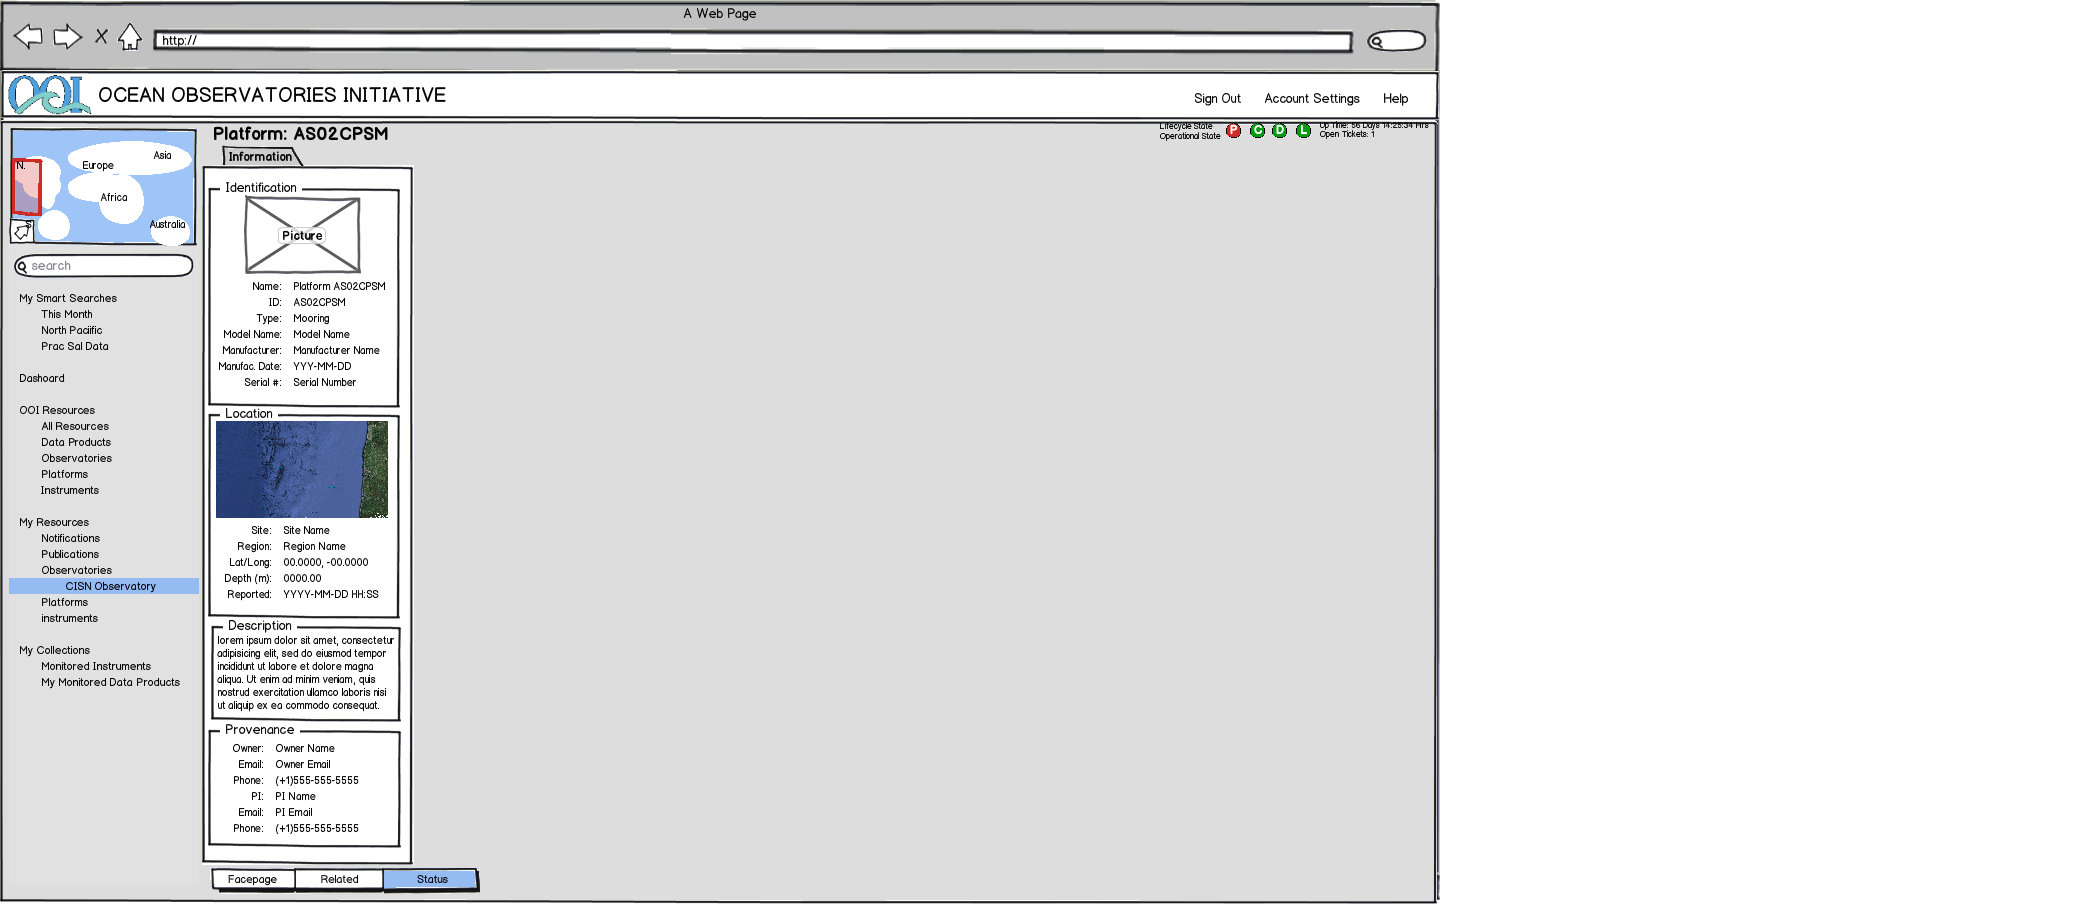 A Web Page
http://
OOI OCEAN OBSERVATORIES INITIATIVE
Sign Out Account Settings Help
Platform: AS02CPSM
Lifecycle State
Operational State
P C D L
Up Time: 56 Days 14:25:34 Hrs
Open Tickets: 1
N.
Europe
Asia
Africa
Australia
S
search
My Smart Searches
This Month
North Paciific
Prac Sal Data
Dashoard
OOI Resources
All Resources
Data Products
Observatories
Platforms
Instruments
My Resources
Notifications
Publications
Observatories
CISN Observatory
Platforms
instruments
My Collections
Monitored Instruments
My Monitored Data Products
Information
Identification
Picture
Name: Platform AS02CPSM
ID: AS02CPSM
Type: Mooring
Model Name: Model Name
Manufacturer: Manufacturer Name
Manufac. Date: YYY-MM-DD
Serial #: Serial Number
Location
Site: Site Name
Region: Region Name
Lat/Long: 00.0000, -00.0000
Depth (m): 0000.00
Reported: YYYY-MM-DD HH:SS
Description
lorem ipsum dolor sit amet, consectetur
adipisicing elit, sed do eiusmod tempor
incididunt ut labore et dolore magna
aliqua. Ut enim ad minim veniam, quis
nostrud exercitation ullamco laboris nisi
ut aliquip ex ea commodo consequat.
Provenance
Owner: Owner Name
Email: Owner Email
Phone: (+1)555-555-5555
PI: PI Name
Email: PI Email
Phone: (+1)555-555-5555
Facepage Related Status